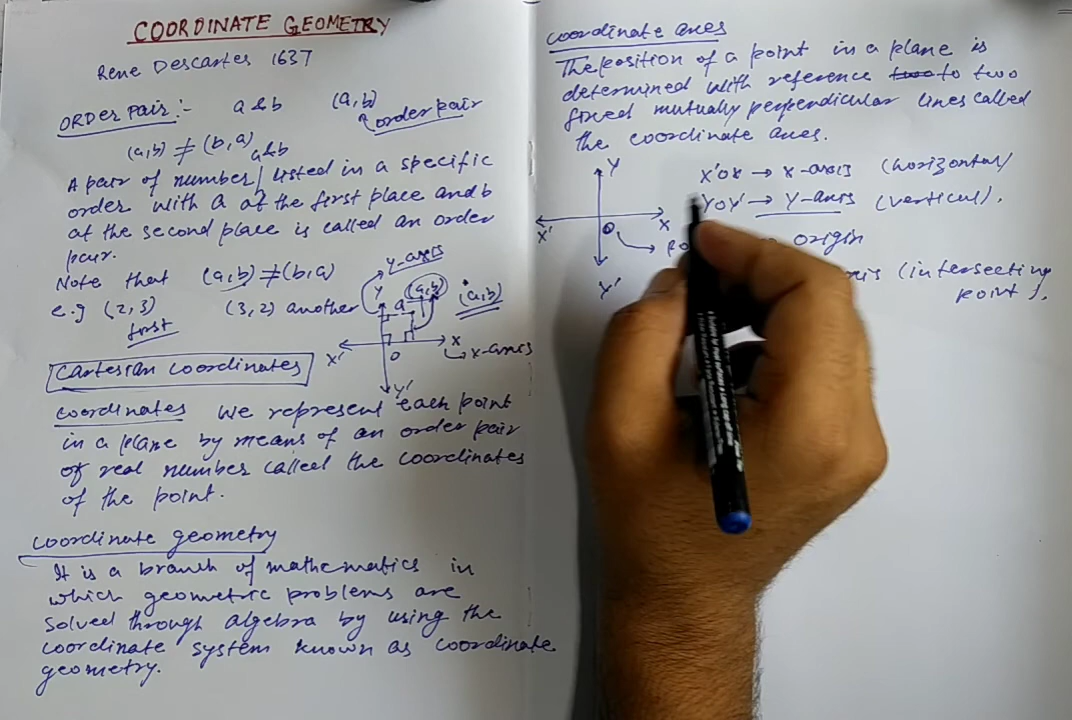 COORDINATE GEOMETRY
Rene Descartes 1637
ORDER PAIR:- a & b (a,b)
order pair
(a,b) ≠ (b,a)
a & b
A pair of number listed in a specific
order with a at the first place and b
at the second place is called an order
pair.
Note that (a,b) ≠ (b,a)
e.g (2,3) (3,2) another
first
y-axis
Y a (a,b) (a,b)
X' O X
x-axis
Y'
Cartesian coordinates
coordinates We represent each point
in a plane by means of an order pair
of real number called the coordinates
of the point.
Coordinate geometry
It is a branch of mathematics in
which geometric problems are
solved through algebra by using the
coordinate system known as coordinate
geometry.
Coordinate axes
The position of a point in a plane is
determined with reference two to two
fixed mutually perpendicular lines called
the coordinate axes.
Y
X'OX → X-axis (horizontal)
YOY' → Y-axis (vertical).
X' O X
origin
Y'
(intersecting
point).